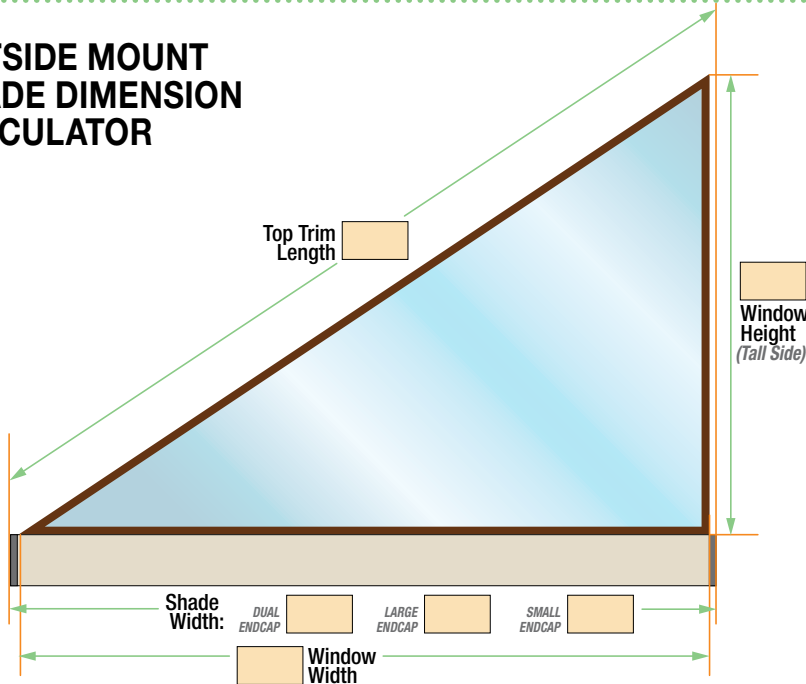 TSIDE MOUNT
ADE DIMENSION
CULATOR
Top Trim
Length
Window
Height
(Tall Side)
Shade
Width:
DUAL
ENDCAP
LARGE
ENDCAP
SMALL
ENDCAP
Window
Width